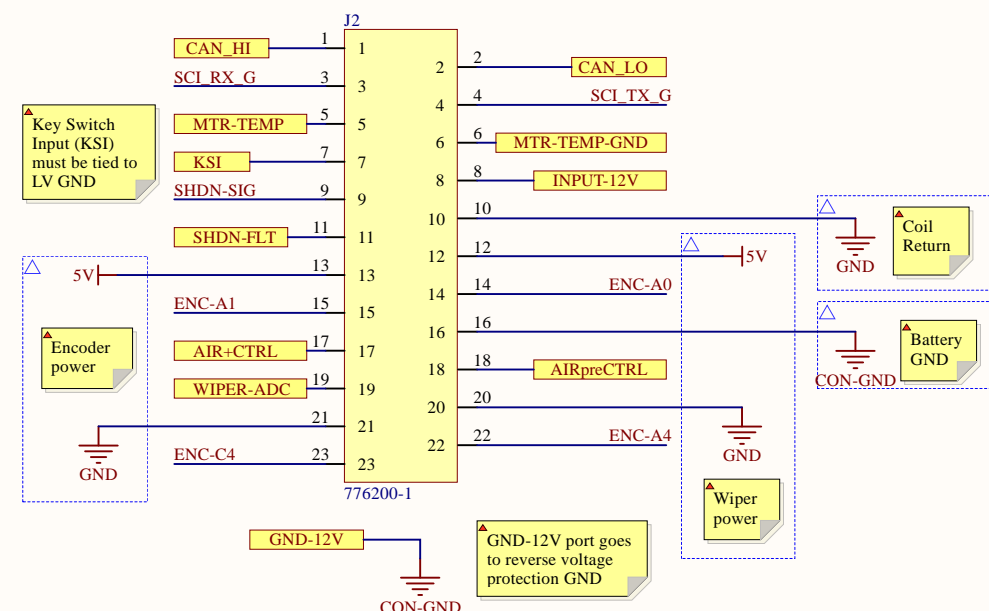 J2
CAN_HI 1 1
2 2 CAN_LO
SCI_RX_G 3 3
4 4 SCI_TX_G
MTR-TEMP 5 5
6 6 MTR-TEMP-GND
KSI 7 7
8 8 INPUT-12V
SHDN-SIG 9 9
10 10 GND
SHDN-FLT 11 11
12 12 5V
5V 13 13
14 14 ENC-A0
ENC-A1 15 15
16 16 CON-GND
AIR+CTRL 17 17
18 18 AIRpreCTRL
WIPER-ADC 19 19
20 20 GND
GND 21 21
22 22 ENC-A4
ENC-C4 23 23
776200-1
Key Switch
Input (KSI)
must be tied to
LV GND
Encoder
power
Coil
Return
Battery
GND
Wiper
power
GND-12V
CON-GND
GND-12V port goes
to reverse voltage
protection GND